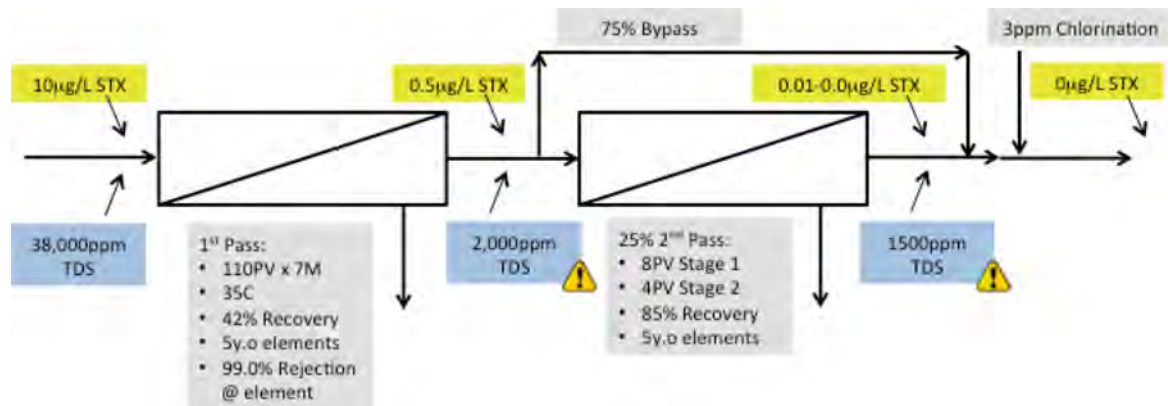 75% Bypass
3ppm Chlorination
10µg/L STX
0.5µg/L STX
0.01-0.0µg/L STX
0µg/L STX
38,000ppm
TDS
1st Pass:
• 110PV x 7M
• 35C
• 42% Recovery
• 5y.o elements
• 99.0% Rejection
@ element
2,000ppm
TDS
25% 2nd Pass:
• 8PV Stage 1
• 4PV Stage 2
• 85% Recovery
• 5y.o elements
1500ppm
TDS